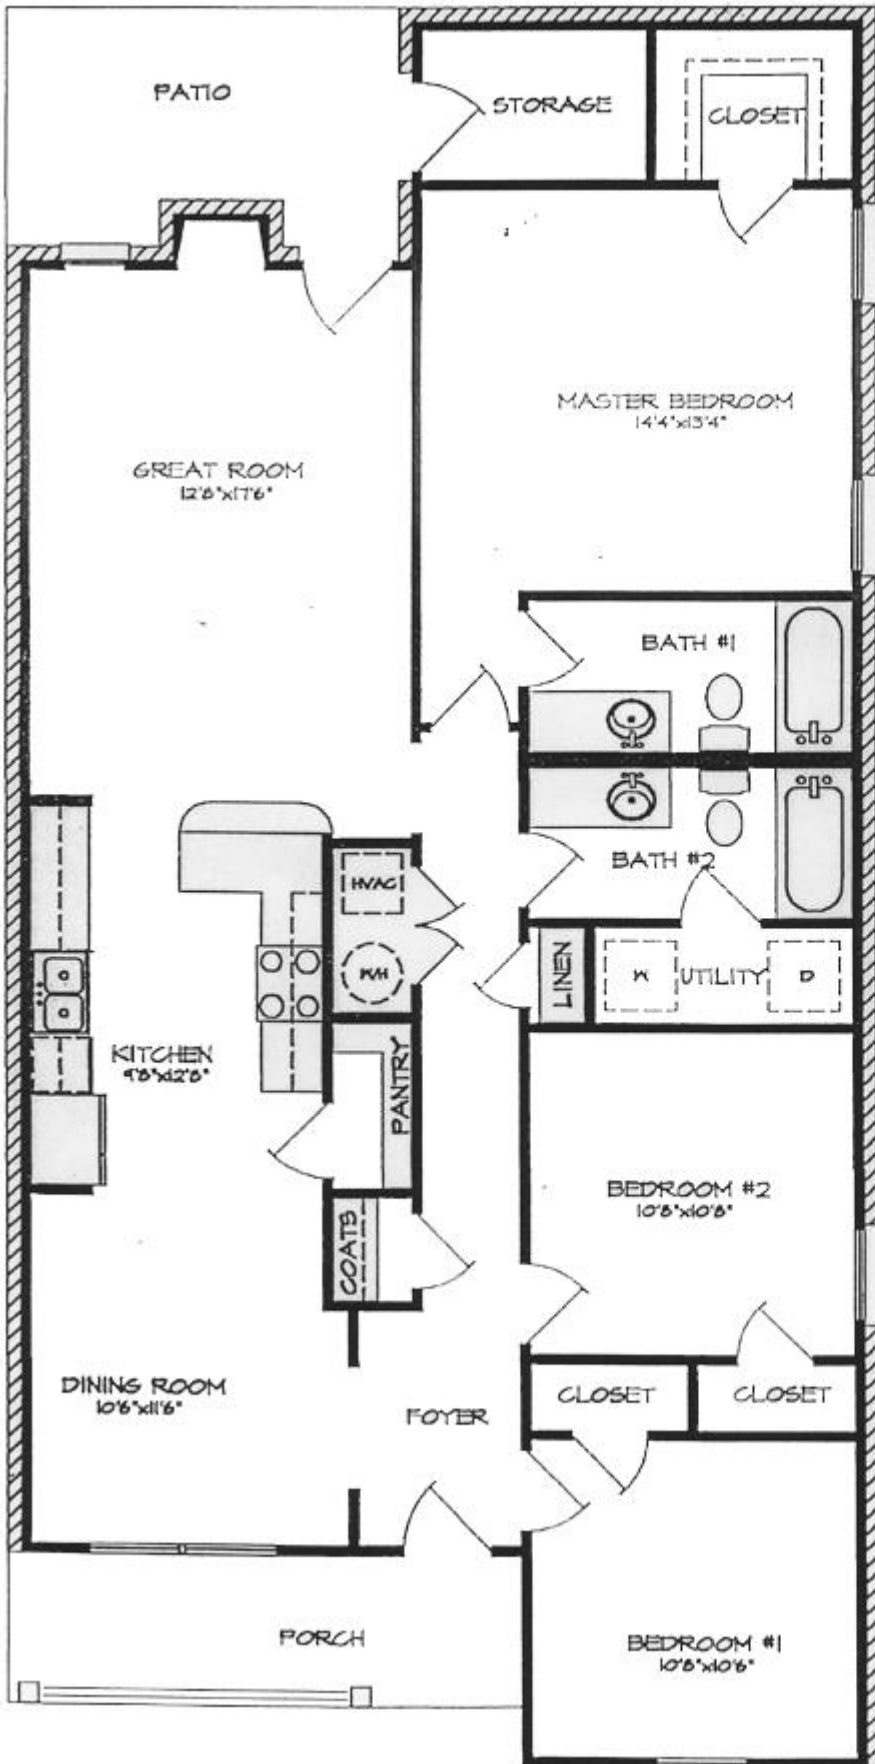 PATIO
STORAGE
CLOSET
MASTER BEDROOM
14'4"x13'4"
GREAT ROOM
12'8"x17'6"
BATH #1
BATH #2
HVAC
W/H
LINEN
W
UTILITY
D
KITCHEN
9'8"x12'8"
PANTRY
BEDROOM #2
10'8"x10'8"
COATS
DINING ROOM
10'6"x11'6"
FOYER
CLOSET
CLOSET
PORCH
BEDROOM #1
10'8"x10'6"